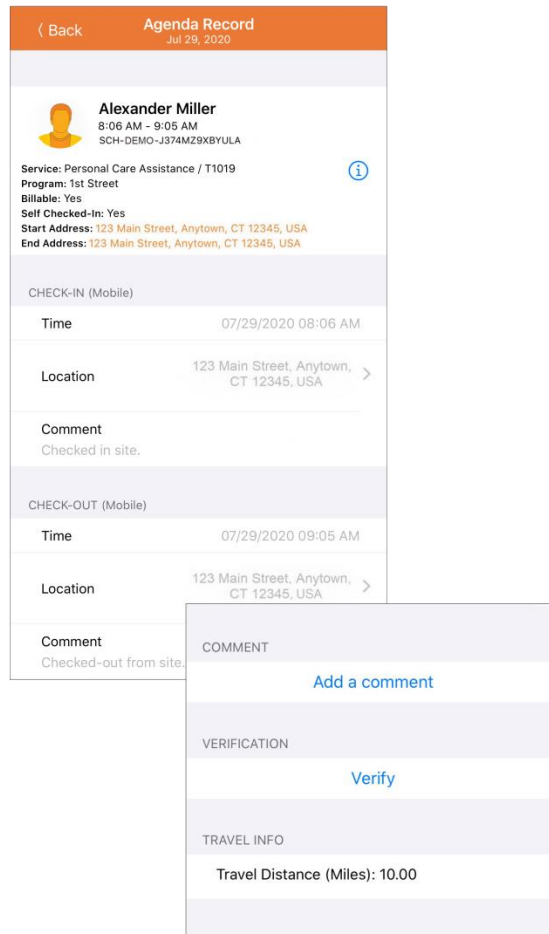 Back
Agenda Record
Jul 29, 2020
Alexander Miller
8:06 AM - 9:05 AM
SCH-DEMO-J374MZ9XBYULA
Service: Personal Care Assistance / T1019
Program: 1st Street
Billable: Yes
Self Checked-In: Yes
Start Address: 123 Main Street, Anytown, CT 12345, USA
End Address: 123 Main Street, Anytown, CT 12345, USA
CHECK-IN (Mobile)
Time 07/29/2020 08:06 AM
Location 123 Main Street, Anytown,
CT 12345, USA
Comment
Checked in site.
CHECK-OUT (Mobile)
Time 07/29/2020 09:05 AM
Location 123 Main Street, Anytown,
CT 12345, USA
Comment
Checked-out from site.
COMMENT
Add a comment
VERIFICATION
Verify
TRAVEL INFO
Travel Distance (Miles): 10.00